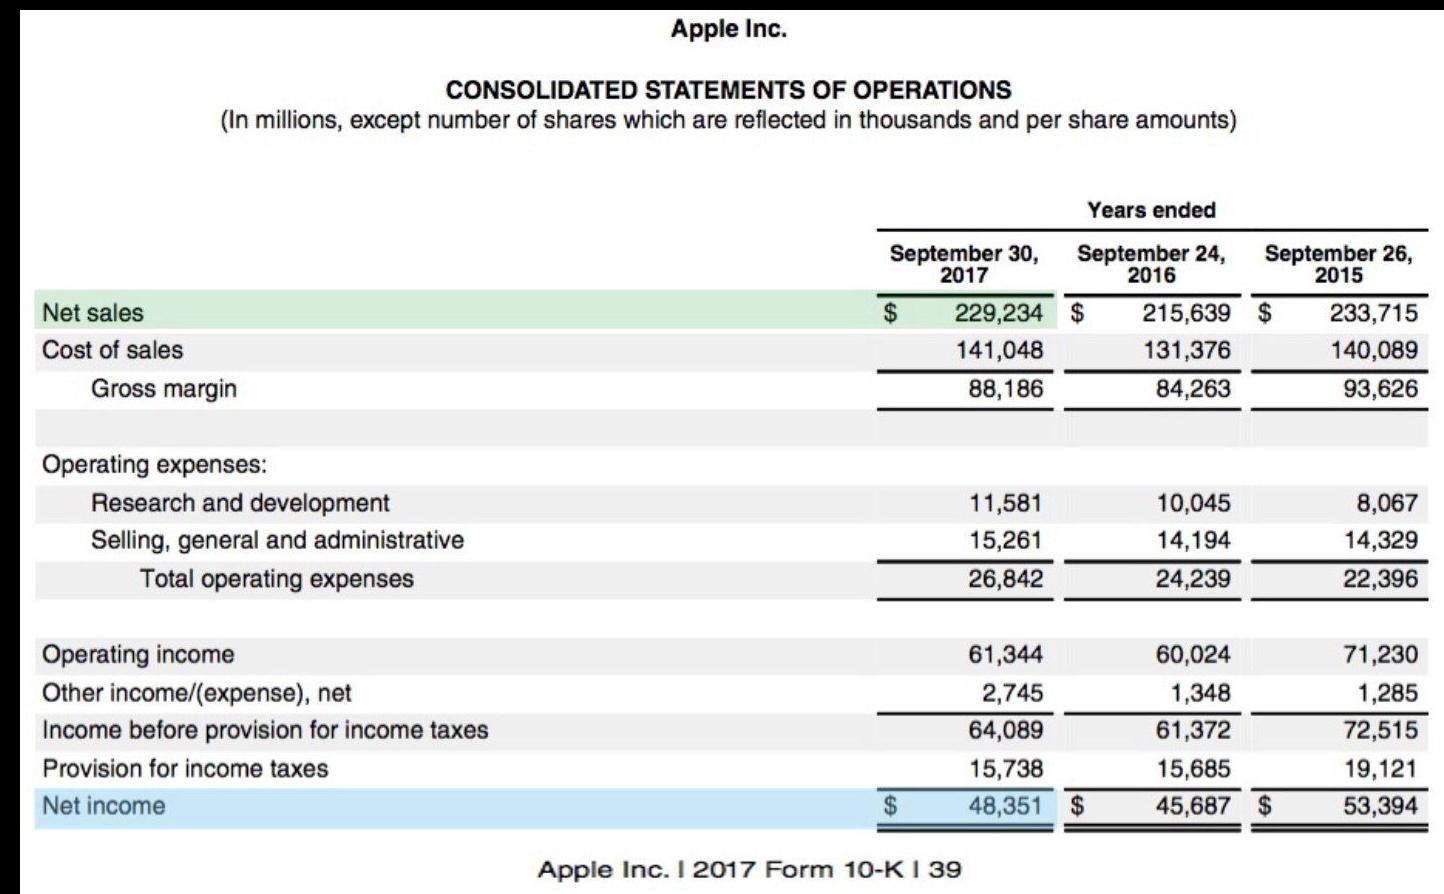 Apple Inc.
CONSOLIDATED STATEMENTS OF OPERATIONS
(In millions, except number of shares which are reflected in thousands and per share amounts)
Years ended
September 30, 2017 September 24, 2016 September 26, 2015
Net sales $ 229,234 $ 215,639 $ 233,715
Cost of sales 141,048 131,376 140,089
Gross margin 88,186 84,263 93,626
Operating expenses:
Research and development 11,581 10,045 8,067
Selling, general and administrative 15,261 14,194 14,329
Total operating expenses 26,842 24,239 22,396
Operating income 61,344 60,024 71,230
Other income/(expense), net 2,745 1,348 1,285
Income before provision for income taxes 64,089 61,372 72,515
Provision for income taxes 15,738 15,685 19,121
Net income $ 48,351 $ 45,687 $ 53,394
Apple Inc. | 2017 Form 10-K | 39